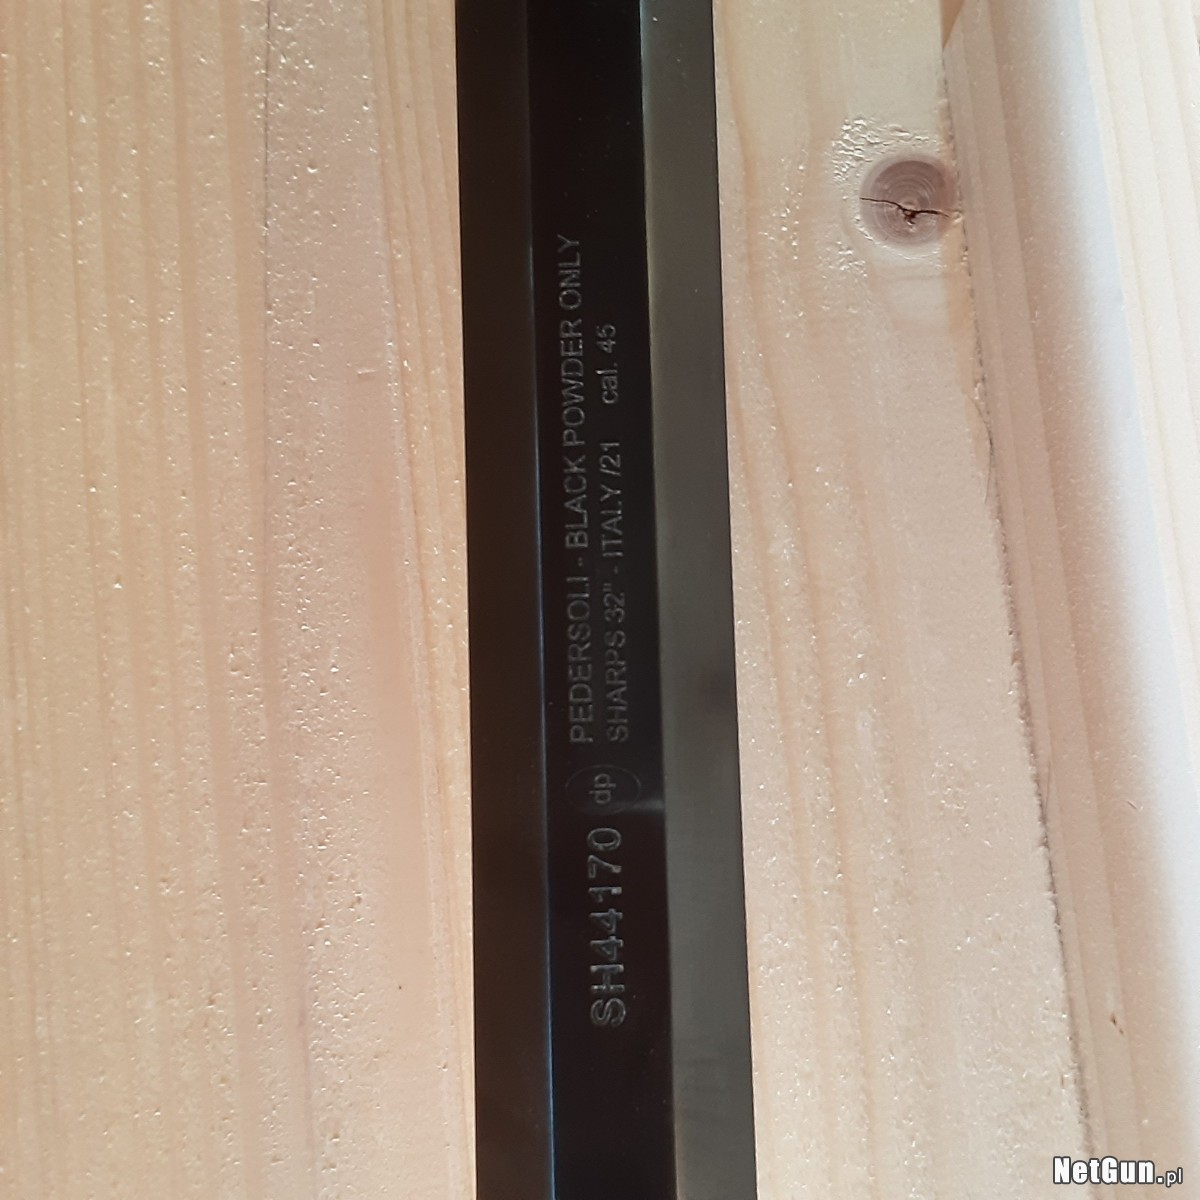 PEDERSOLI - BLACK POWDER ONLY
SHARPS 32" - ITALY /21 cal. 45
SH44170 dp
NetGun.pl